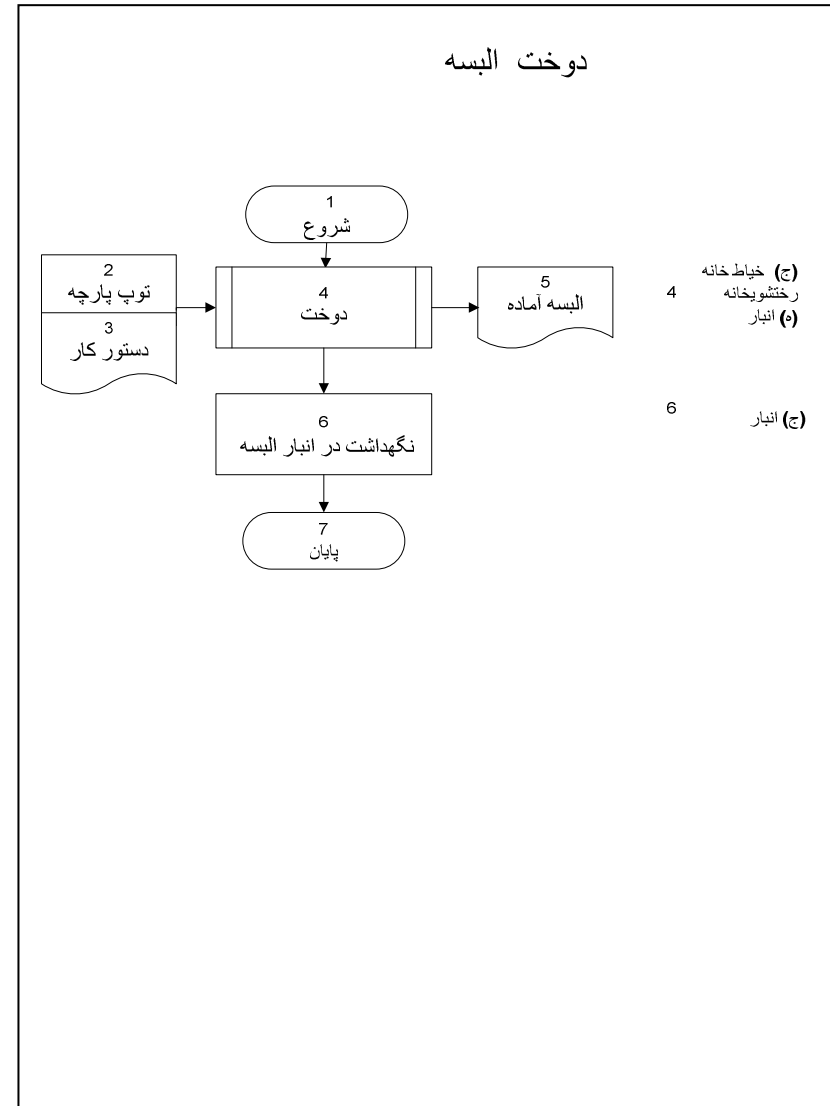 دوخت البسه
1
شروع
2
توپ پارچه
3
دستور کار
4
دوخت
5
البسه آماده
6
نگهداشت در انبار البسه
7
پایان
(ج) خیاط خانه
4 رختشویخانه
(ه) انبار
6 (ج) انبار